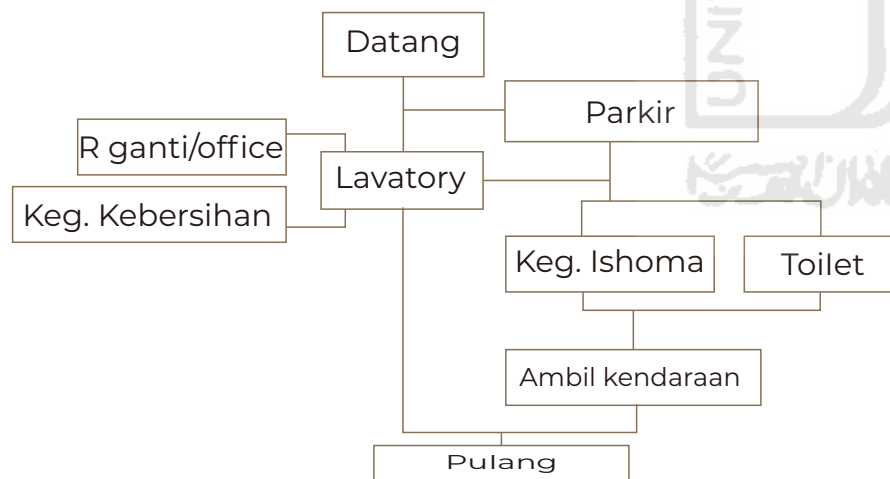 Datang
Parkir
R ganti/office
Lavatory
Keg. Kebersihan
Keg. Ishoma
Toilet
Ambil kendaraan
Pulang